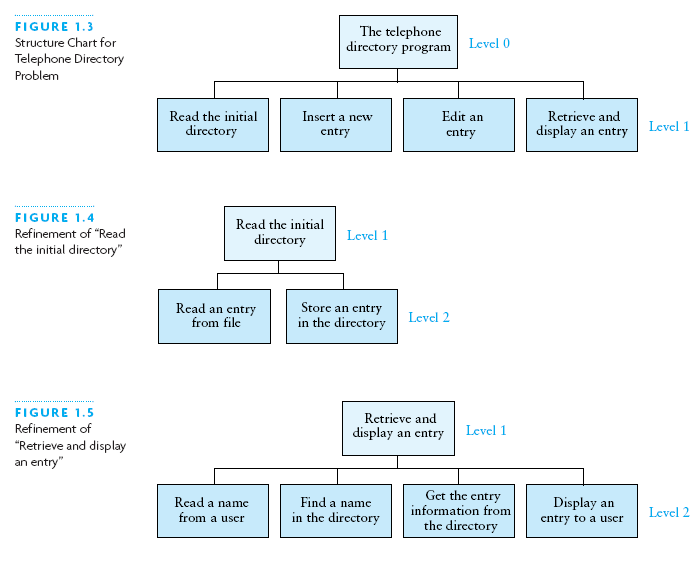 FIGURE 1.3
Structure Chart for
Telephone Directory
Problem
The telephone
directory program
Level 0
Read the initial
directory
Insert a new
entry
Edit an
entry
Retrieve and
display an entry
Level 1
FIGURE 1.4
Refinement of “Read
the initial directory”
Read the initial
directory
Level 1
Read an entry
from file
Store an entry
in the directory
Level 2
FIGURE 1.5
Refinement of
“Retrieve and display
an entry”
Retrieve and
display an entry
Level 1
Read a name
from a user
Find a name
in the directory
Get the entry
information from
the directory
Display an
entry to a user
Level 2